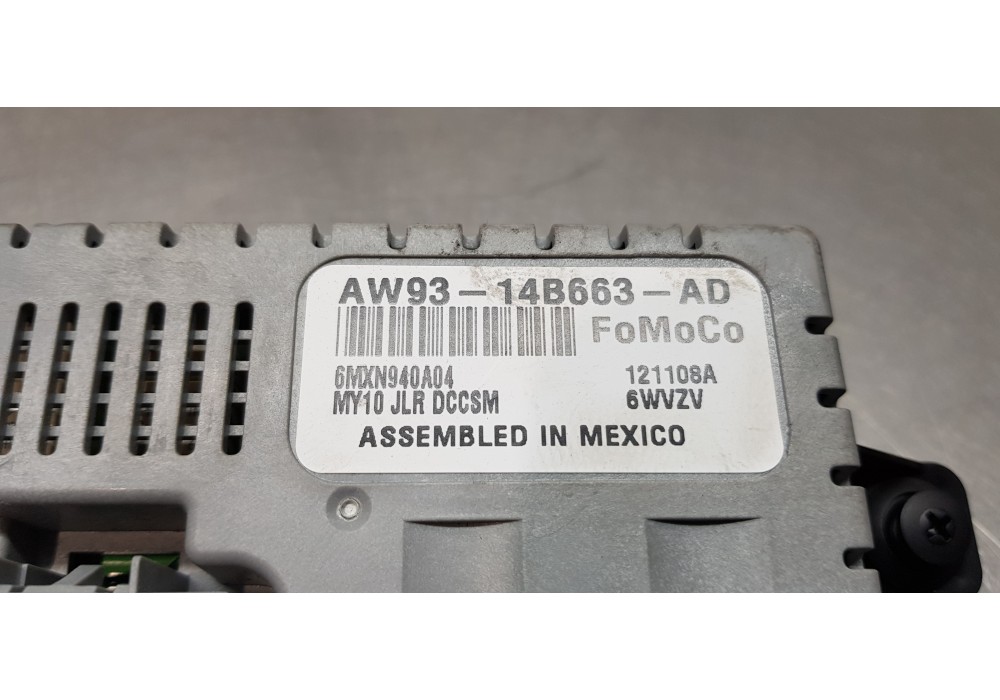 AW93-14B663-AD
FoMoCo
6MXN940A04 121108A
MY10 JLR DCCSM 6WVZV
ASSEMBLED IN MEXICO